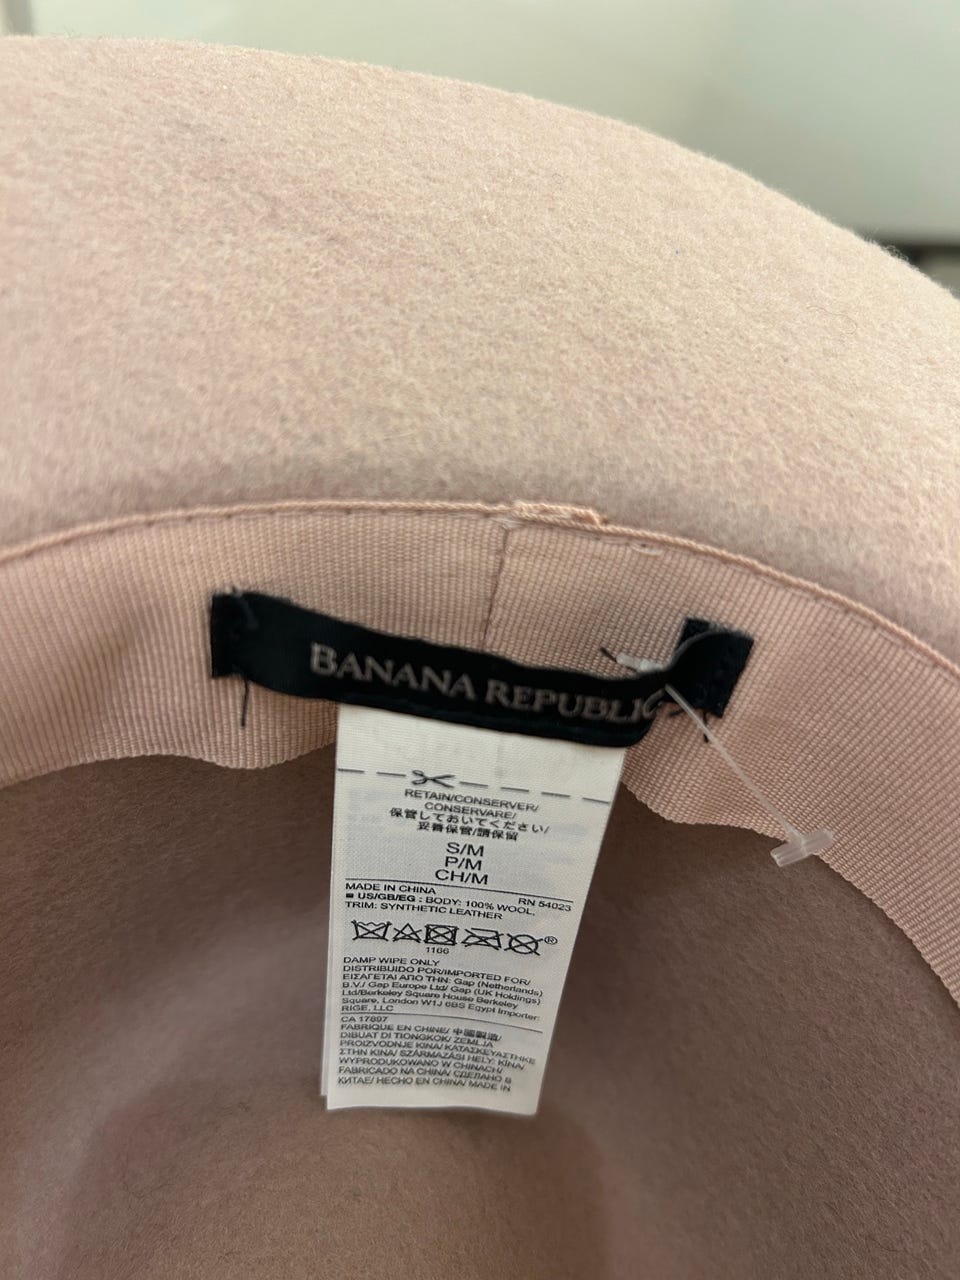 BANANA REPUBLIC
RETAIN/CONSERVER/
CONSERVARE/
保管しておいてください/
妥善保管/請保留
S/M
P/M
CH/M
MADE IN CHINA RN 54023
US/GB/EG : BODY: 100% WOOL,
TRIM: SYNTHETIC LEATHER
®
1166
DAMP WIPE ONLY
DISTRIBUIDO POR/IMPORTED FOR/
ΕΙΣΑΓΕΤΑΙ ΑΠΟ ΤΗΝ: Gap (Netherlands)
B.V./ Gap Europe Ltd/ Gap (UK Holdings)
Ltd/Berkeley Square House Berkeley
Square, London W1J 6BS Egypt Importer:
RIGE, LLC
CA 17897
FABRIQUE EN CHINE/ 中國製造/
DIBUAT DI TIONGKOK/ ZEMLJA
PROIZVODNJE KINA/ ΚΑΤΑΣΚΕΥΑΣΤΗΚΕ
ΣΤΗΝ ΚΙΝΑ/ SZÁRMAZÁSI HELY: KÍNA/
WYPRODUKOWANO W CHINACH/
FABRICADO NA CHINA/ СДЕЛАНО В
КИТАЕ/ HECHO EN CHINA/ MADE IN